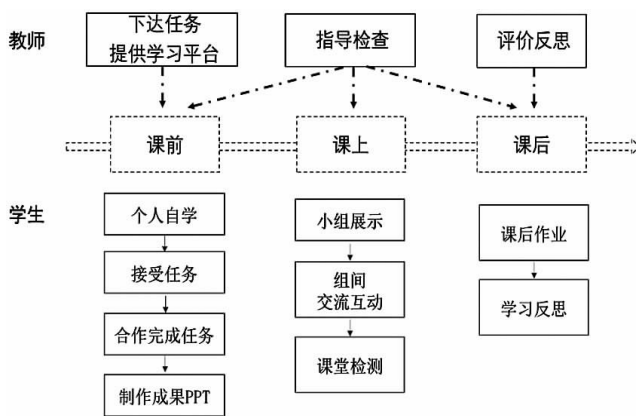 教师
下达任务
提供学习平台
指导检查
评价反思
课前
课上
课后
学生
个人自学
接受任务
合作完成任务
制作成果PPT
小组展示
组间
交流互动
课堂检测
课后作业
学习反思